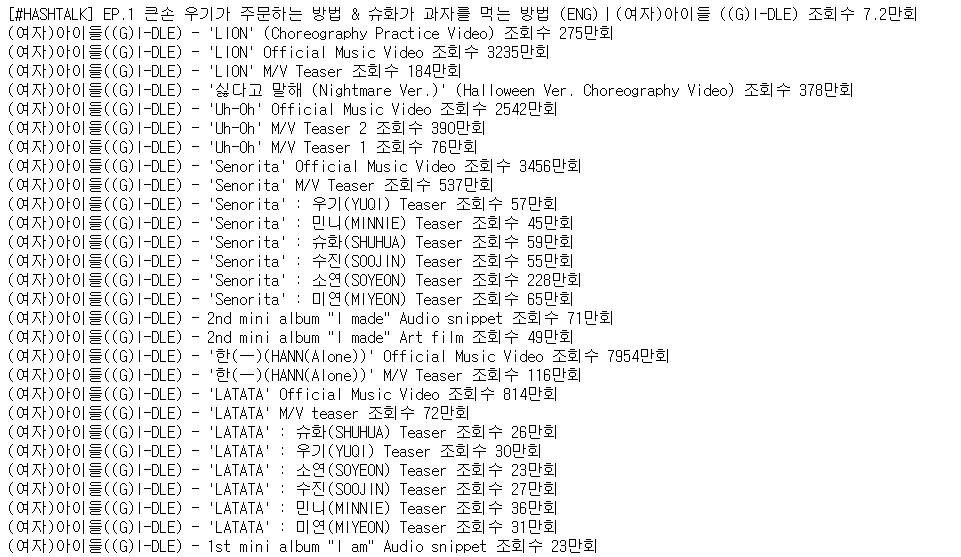 [#HASHTALK] EP.1 큰손 우기가 주문하는 방법 & 슈화가 과자를 먹는 방법 (ENG)ㅣ(여자)아이들 ((G)I-DLE) 조회수 7.2만회
(여자)아이들((G)I-DLE) - 'LION' (Choreography Practice Video) 조회수 275만회
(여자)아이들((G)I-DLE) - 'LION' Official Music Video 조회수 3235만회
(여자)아이들((G)I-DLE) - 'LION' M/V Teaser 조회수 184만회
(여자)아이들((G)I-DLE) - '싫다고 말해 (Nightmare Ver.)' (Halloween Ver. Choreography Video) 조회수 378만회
(여자)아이들((G)I-DLE) - 'Uh-Oh' Official Music Video 조회수 2542만회
(여자)아이들((G)I-DLE) - 'Uh-Oh' M/V Teaser 2 조회수 390만회
(여자)아이들((G)I-DLE) - 'Uh-Oh' M/V Teaser 1 조회수 76만회
(여자)아이들((G)I-DLE) - 'Senorita' Official Music Video 조회수 3456만회
(여자)아이들((G)I-DLE) - 'Senorita' M/V Teaser 조회수 537만회
(여자)아이들((G)I-DLE) - 'Senorita' : 우기(YUQI) Teaser 조회수 57만회
(여자)아이들((G)I-DLE) - 'Senorita' : 민니(MINNIE) Teaser 조회수 45만회
(여자)아이들((G)I-DLE) - 'Senorita' : 슈화(SHUHUA) Teaser 조회수 59만회
(여자)아이들((G)I-DLE) - 'Senorita' : 수진(SOOJIN) Teaser 조회수 55만회
(여자)아이들((G)I-DLE) - 'Senorita' : 소연(SOYEON) Teaser 조회수 228만회
(여자)아이들((G)I-DLE) - 'Senorita' : 미연(MIYEON) Teaser 조회수 65만회
(여자)아이들((G)I-DLE) - 2nd mini album "I made" Audio snippet 조회수 71만회
(여자)아이들((G)I-DLE) - 2nd mini album "I made" Art film 조회수 49만회
(여자)아이들((G)I-DLE) - '한(一)(HANN(Alone))' Official Music Video 조회수 7954만회
(여자)아이들((G)I-DLE) - '한(一)(HANN(Alone))' M/V Teaser 조회수 116만회
(여자)아이들((G)I-DLE) - 'LATATA' Official Music Video 조회수 814만회
(여자)아이들((G)I-DLE) - 'LATATA' M/V teaser 조회수 72만회
(여자)아이들((G)I-DLE) - 'LATATA' : 슈화(SHUHUA) Teaser 조회수 26만회
(여자)아이들((G)I-DLE) - 'LATATA' : 우기(YUQI) Teaser 조회수 30만회
(여자)아이들((G)I-DLE) - 'LATATA' : 소연(SOYEON) Teaser 조회수 23만회
(여자)아이들((G)I-DLE) - 'LATATA' : 수진(SOOJIN) Teaser 조회수 27만회
(여자)아이들((G)I-DLE) - 'LATATA' : 민니(MINNIE) Teaser 조회수 36만회
(여자)아이들((G)I-DLE) - 'LATATA' : 미연(MIYEON) Teaser 조회수 31만회
(여자)아이들((G)I-DLE) - 1st mini album "I am" Audio snippet 조회수 23만회